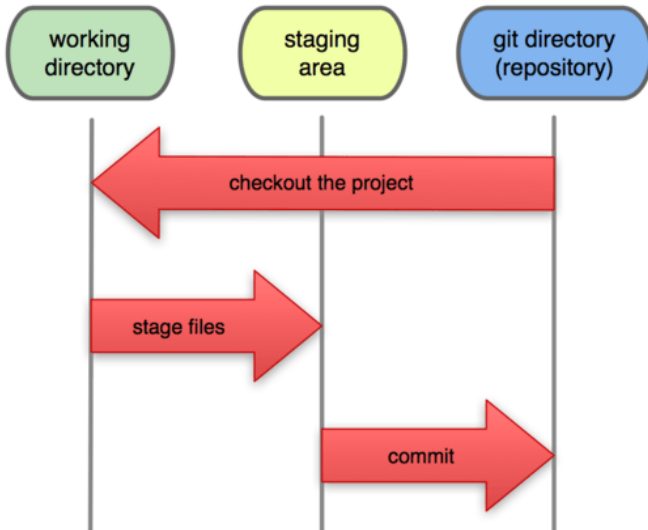 working
directory
staging
area
git directory
(repository)
checkout the project
stage files
commit